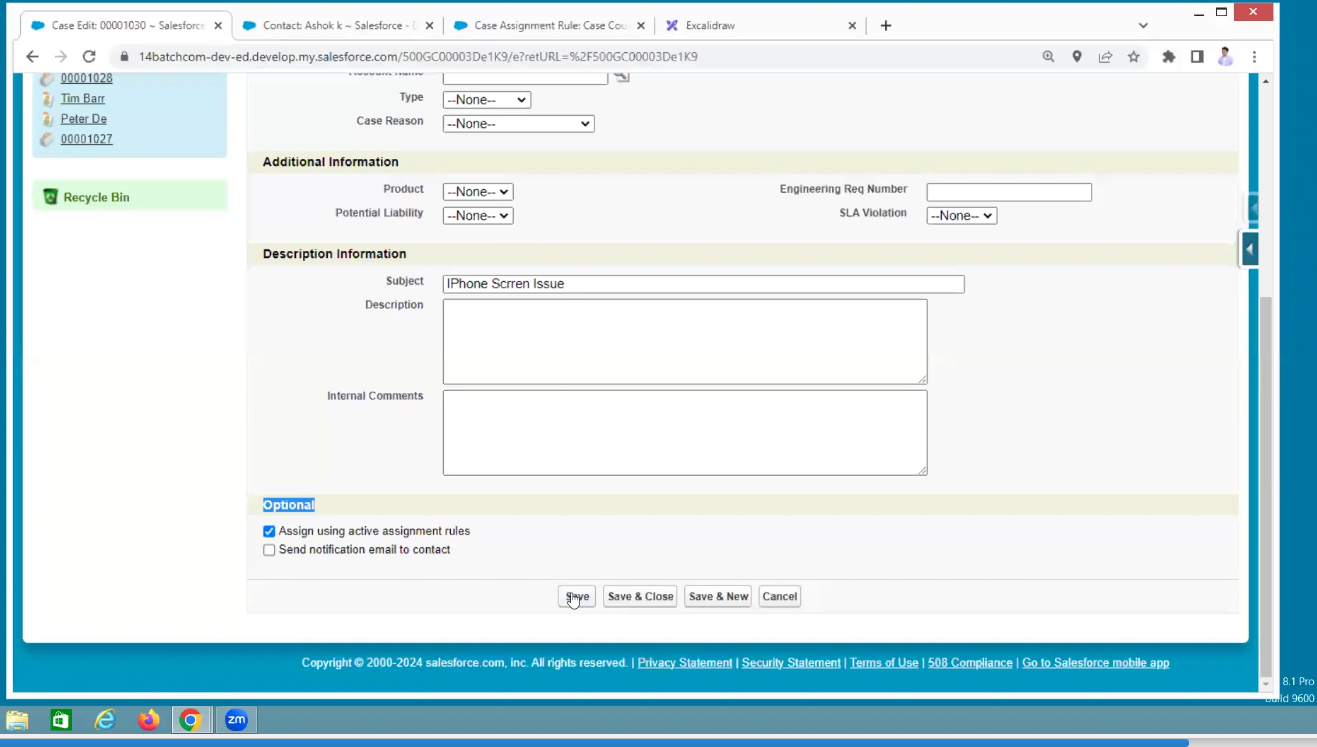 Case Edit: 00001030 ~ Salesforce
Contact: Ashok k ~ Salesforce -
Case Assignment Rule: Case Cou
Excalidraw
14batchcom-dev-ed.develop.my.salesforce.com/500GC00003De1K9/e?retURL=%2F500GC00003De1K9
00001028
Tim Barr
Peter De
00001027
Recycle Bin
Account Name
Type --None--
Case Reason --None--
Additional Information
Product --None-- Engineering Req Number
Potential Liability --None-- SLA Violation --None--
Description Information
Subject IPhone Scrren Issue
Description
Internal Comments
Optional
Assign using active assignment rules
Send notification email to contact
Save Save & Close Save & New Cancel
Copyright © 2000-2024 salesforce.com, inc. All rights reserved. | Privacy Statement | Security Statement | Terms of Use | 508 Compliance | Go to Salesforce mobile app
8.1 Pro
Build 9600
zm